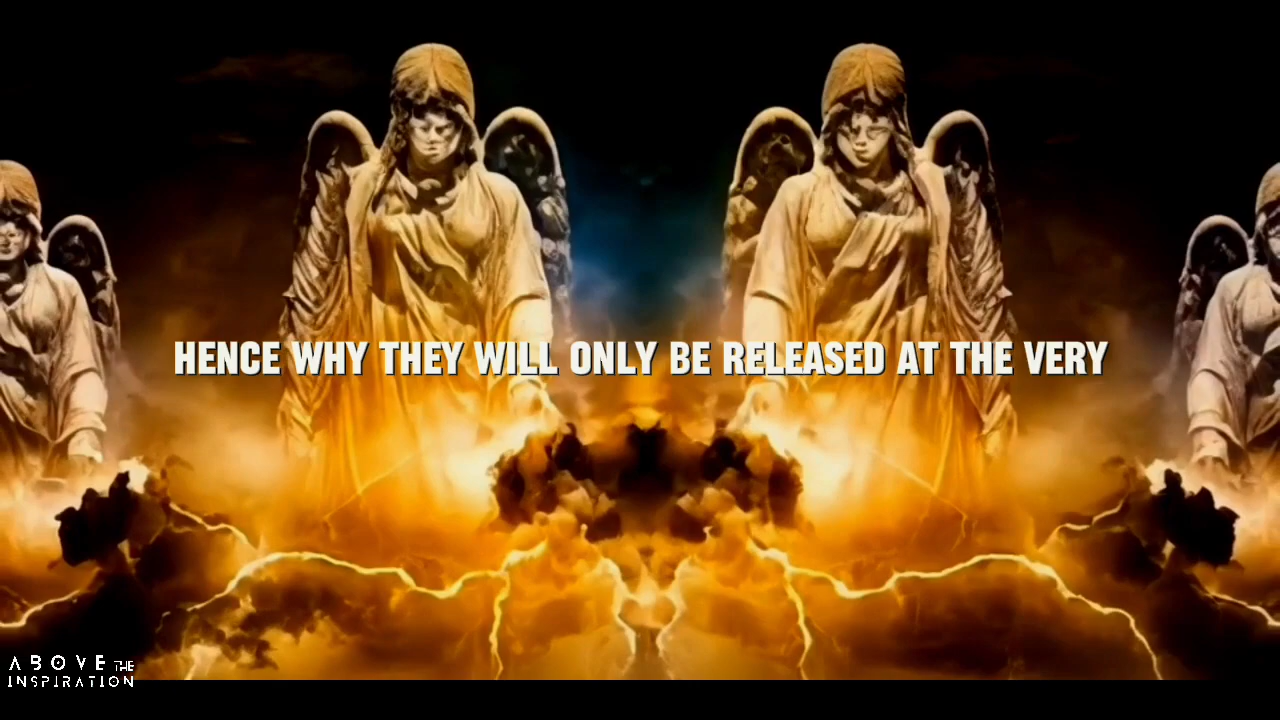 HENCE WHY THEY WILL ONLY BE RELEASED AT THE VERY
ABOVE THE
INSPIRATION